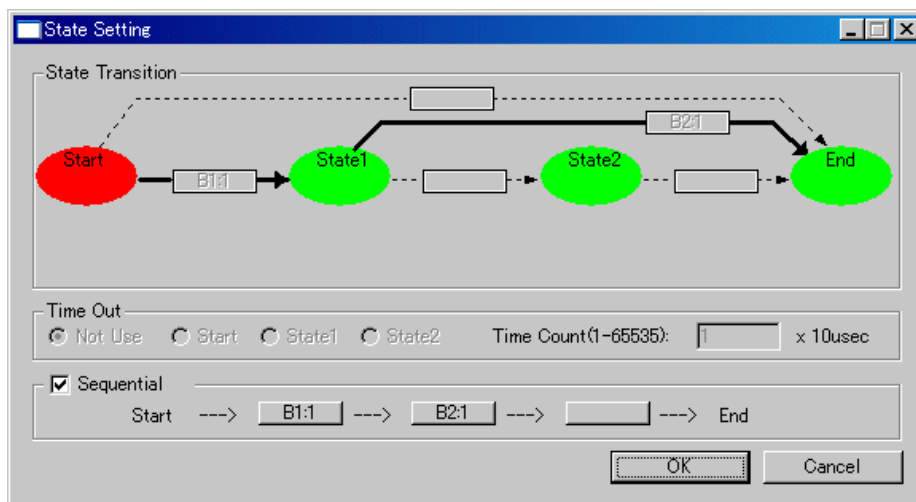 State Setting
State Transition
B2:1
Start
State1
State2
End
B1:1
Time Out
Not Use Start State1 State2 Time Count(1-65535): 1 x 10usec
Sequential
Start ---> B1:1 ---> B2:1 ---> ---> End
OK Cancel